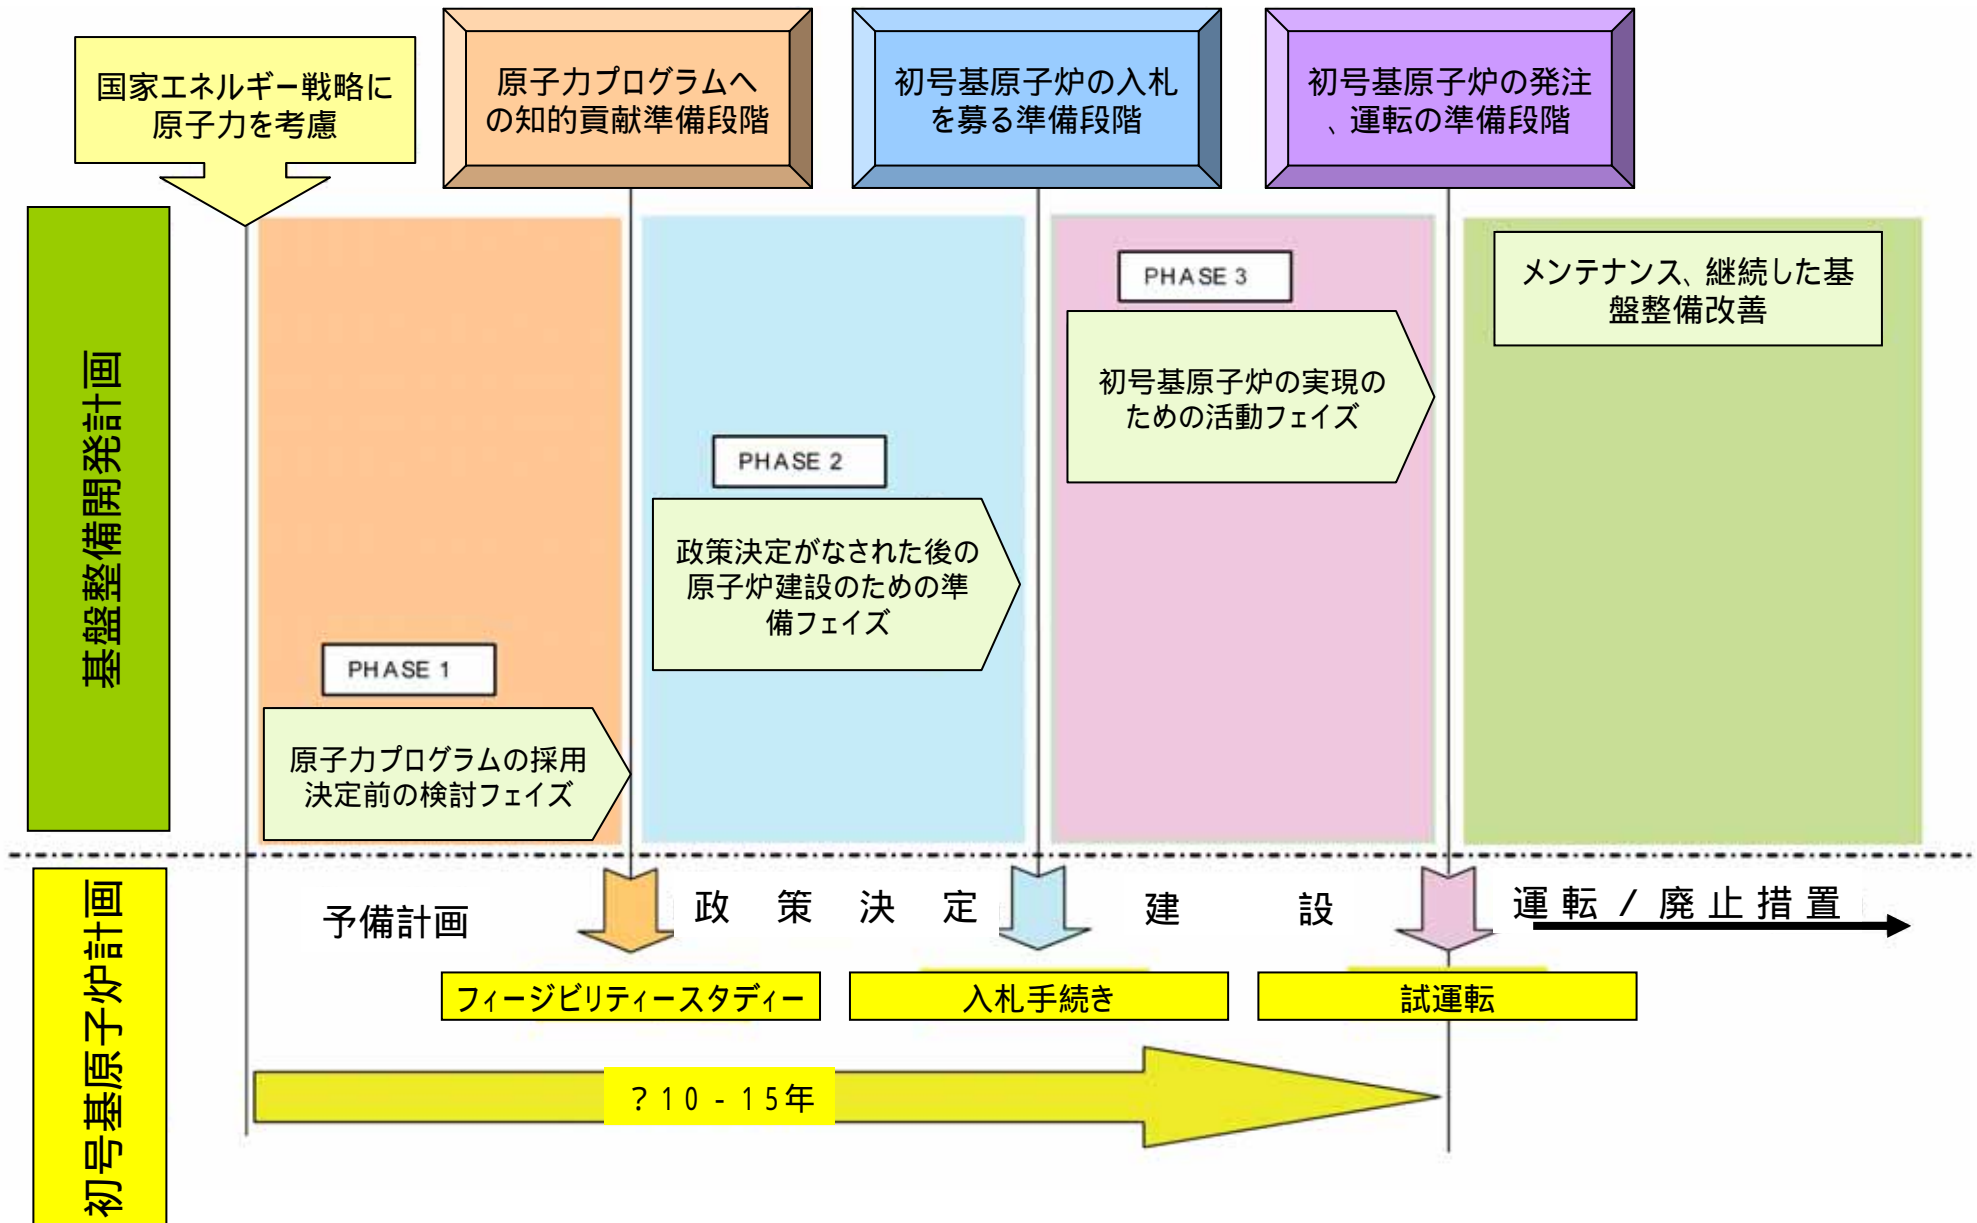 国家エネルギー戦略に
原子力を考慮
原子力プログラムへ
の知的貢献準備段階
初号基原子炉の入札
を募る準備段階
初号基原子炉の発注
、運転の準備段階
基盤整備開発計画
PHASE 1
原子力プログラムの採用
決定前の検討フェイズ
PHASE 2
政策決定がなされた後の
原子炉建設のための準
備フェイズ
PHASE 3
初号基原子炉の実現の
ための活動フェイズ
メンテナンス、継続した基
盤整備改善
初号基原子炉計画
予備計画
政策決定
建設
運転/廃止措置
フィージビリティースタディー
入札手続き
試運転
?10-15年